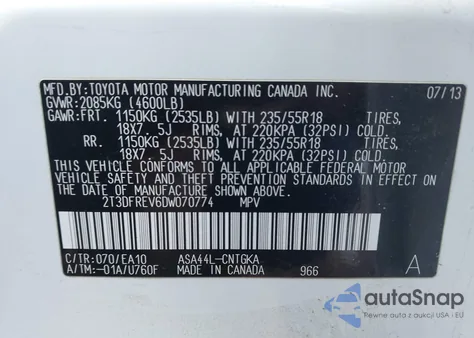 MFD.BY:TOYOTA MOTOR MANUFACTURING CANADA INC. 07/13
GVWR:2085KG (4600LB)
GAWR:FRT. 1150KG (2535LB) WITH 235/55R18 TIRES,
18X7.5J RIMS, AT 220KPA (32PSI) COLD.
RR. 1150KG (2535LB) WITH 235/55R18 TIRES,
18X7.5J RIMS, AT 220KPA (32PSI) COLD.
THIS VEHICLE CONFORMS TO ALL APPLICABLE FEDERAL MOTOR
VEHICLE SAFETY AND THEFT PREVENTION STANDARDS IN EFFECT
ON THE DATE OF MANUFACTURE SHOWN ABOVE.
2T3DFREV6DW070774 MPV
C/TR:070/EA10 ASA44L-CNTGKA
A/TM:-01A/U760F MADE IN CANADA 966 A
autoSnap
Pewne auta z USA i EU